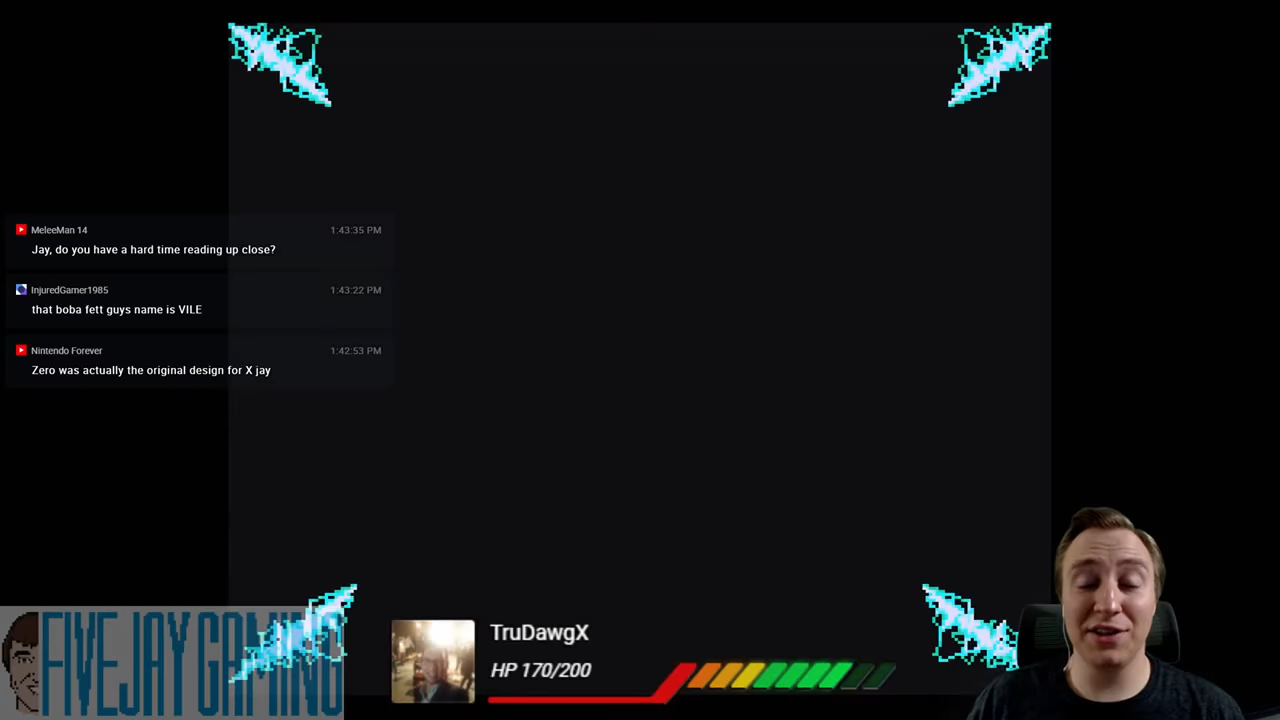 MeleeMan 14 1:43:35 PM
Jay, do you have a hard time reading up close?
InjuredGamer1985 1:43:22 PM
that boba fett guys name is VILE
Nintendo Forever 1:42:53 PM
Zero was actually the original design for X jay
FIVEJAY GAMING
TruDawgX
HP 170/200